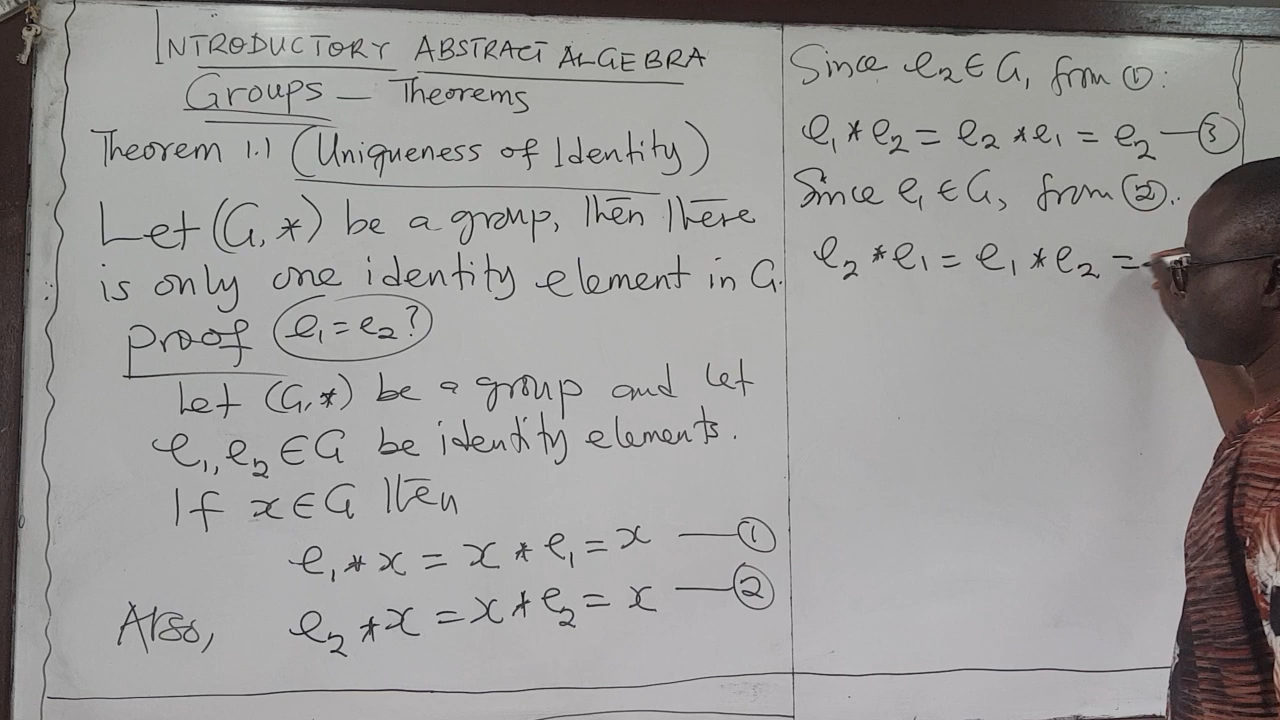 INTRODUCTORY ABSTRACT ALGEBRA
Groups — Theorems
Theorem 1.1 (Uniqueness of Identity)
Let (G, *) be a group, then there
is only one identity element in G.
Proof e₁ = e₂?
Let (G, *) be a group and let
e₁, e₂ ∈ G be identity elements.
If x ∈ G then
e₁ * x = x * e₁ = x — ①
Also, e₂ * x = x * e₂ = x — ②
Since e₂ ∈ G, from ①:
e₁ * e₂ = e₂ * e₁ = e₂ — ③
Since e₁ ∈ G, from ②:
e₂ * e₁ = e₁ * e₂ =